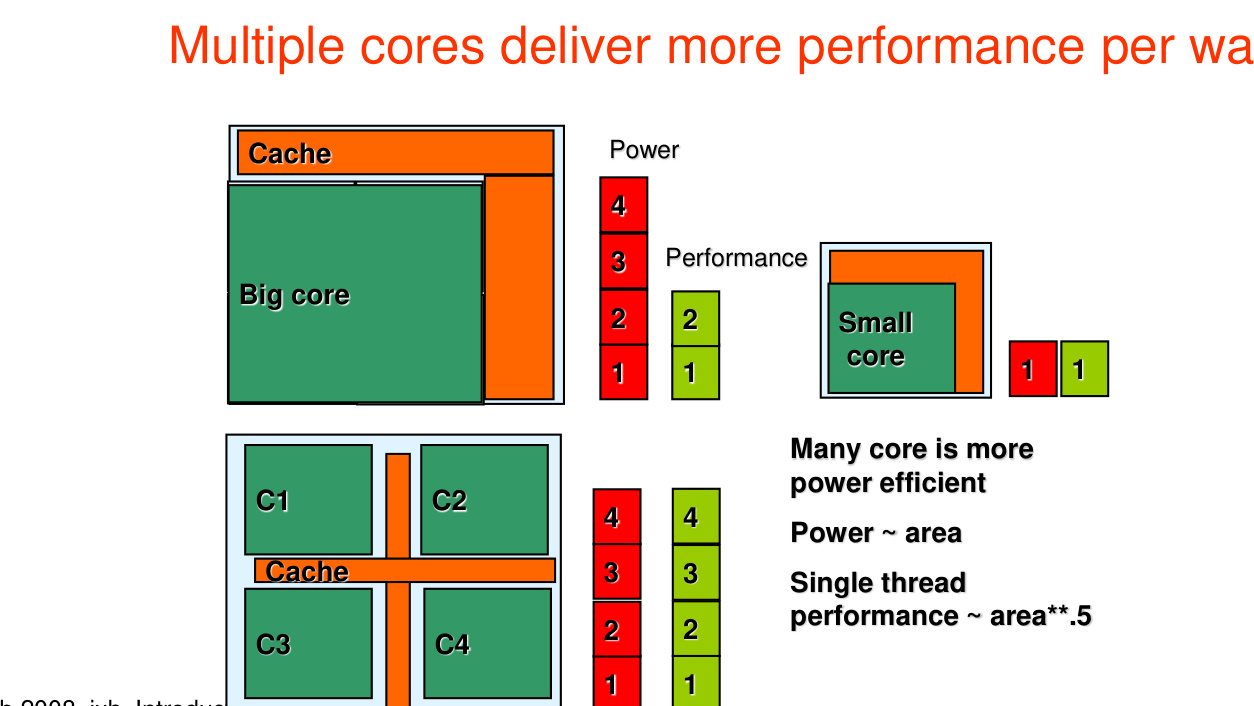 Multiple cores deliver more performance per wa
Cache
Big core
Power
4
3
2
1
Performance
2
1
Small
core
1
1
C1
C2
Cache
C3
C4
4
3
2
1
4
3
2
1
Many core is more
power efficient
Power ~ area
Single thread
performance ~ area**.5
2008